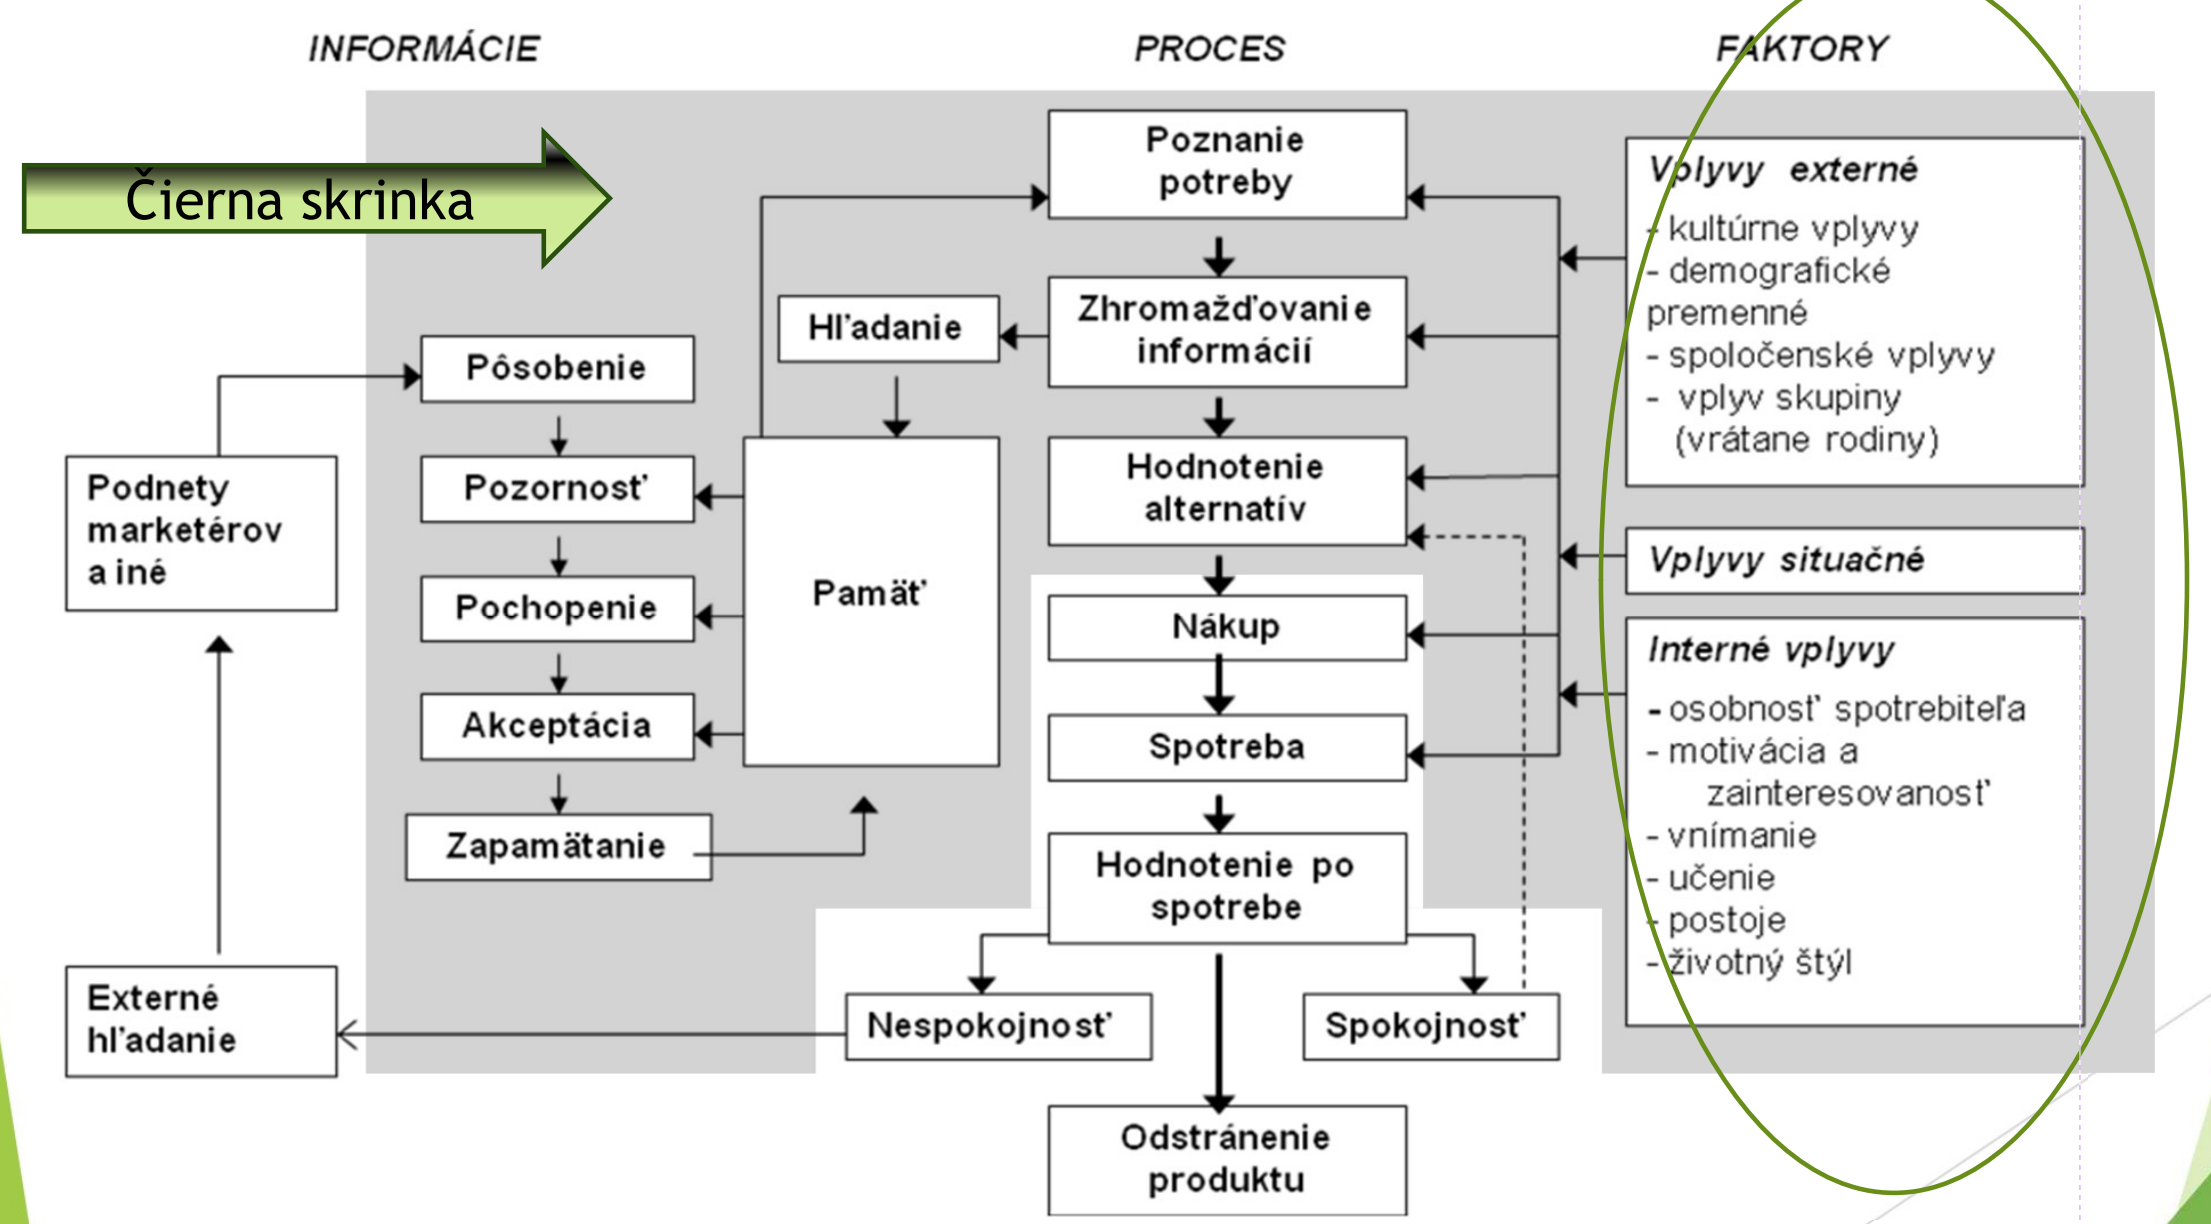 INFORMÁCIE
PROCES
FAKTORY
Čierna skrinka
Podnety
marketérov
a iné
Externé
hľadanie
Pôsobenie
Pozornosť
Pochopenie
Akceptácia
Zapamätanie
Hľadanie
Pamäť
Poznanie
potreby
Zhromažďovanie
informácií
Hodnotenie
alternatív
Nákup
Spotreba
Hodnotenie po
spotrebe
Nespokojnosť
Spokojnosť
Odstránenie
produktu
Vplyvy externé
- kultúrne vplyvy
- demografické
premenné
- spoločenské vplyvy
- vplyv skupiny
(vrátane rodiny)
Vplyvy situačné
Interné vplyvy
- osobnosť spotrebiteľa
- motivácia a
zainteresovanosť
- vnímanie
- učenie
- postoje
- životný štýl